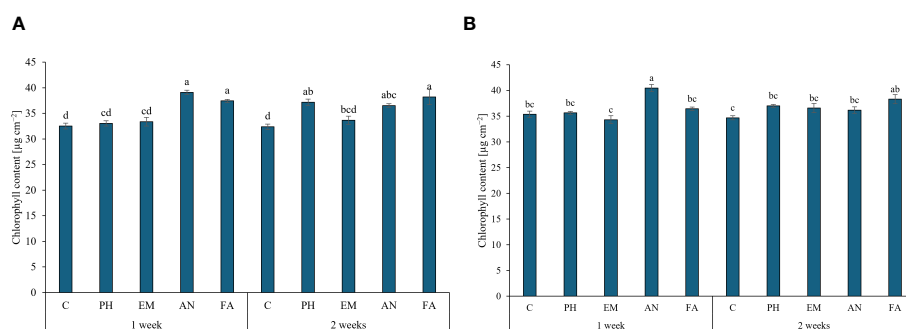 A
Chlorophyll content [µg cm⁻²]
45
40
35
30
25
20
15
10
5
0
d cd cd a a d ab bcd abc a
C PH EM AN FA C PH EM AN FA
1 week 2 weeks
B
Chlorophyll content [µg cm⁻²]
45
40
35
30
25
20
15
10
5
0
bc bc c a bc c bc bc bc ab
C PH EM AN FA C PH EM AN FA
1 week 2 weeks